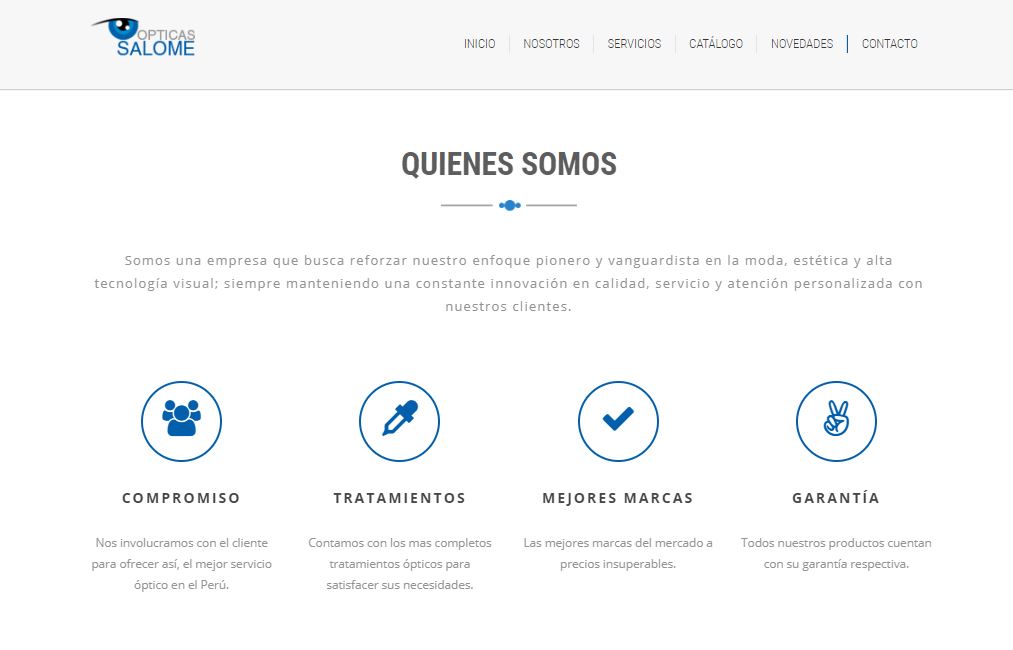 OPTICAS
SALOME
INICIO NOSOTROS SERVICIOS CATÁLOGO NOVEDADES CONTACTO
QUIENES SOMOS
Somos una empresa que busca reforzar nuestro enfoque pionero y vanguardista en la moda, estética y alta
tecnología visual; siempre manteniendo una constante innovación en calidad, servicio y atención personalizada con
nuestros clientes.
COMPROMISO
Nos involucramos con el cliente
para ofrecer así, el mejor servicio
óptico en el Perú.
TRATAMIENTOS
Contamos con los mas completos
tratamientos ópticos para
satisfacer sus necesidades.
MEJORES MARCAS
Las mejores marcas del mercado a
precios insuperables.
GARANTÍA
Todos nuestros productos cuentan
con su garantía respectiva.